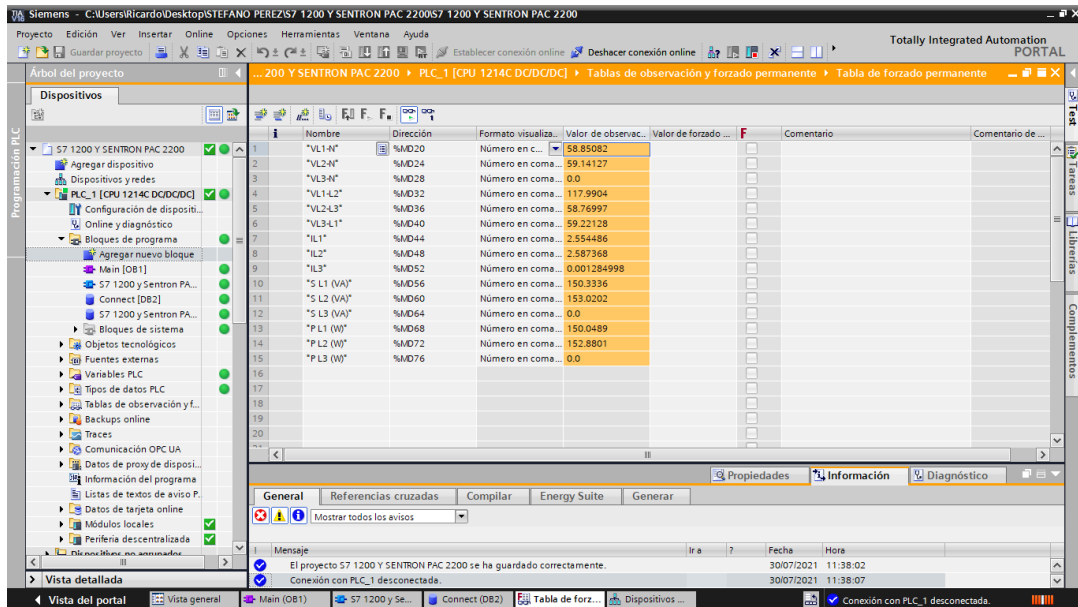 Siemens - C:\Users\Ricardo\Desktop\STEFANO PEREZ\S7 1200 Y SENTRON PAC 2200\S7 1200 Y SENTRON PAC 2200
Proyecto Edición Ver Insertar Online Opciones Herramientas Ventana Ayuda
Totally Integrated Automation
PORTAL
Guardar proyecto Establecer conexión online Deshacer conexión online
Árbol del proyecto
... 200 Y SENTRON PAC 2200 PLC_1 [CPU 1214C DC/DC/DC] Tablas de observación y forzado permanente Tabla de forzado permanente
Dispositivos
Programación PLC
S7 1200 Y SENTRON PAC 2200
Agregar dispositivo
Dispositivos y redes
PLC_1 [CPU 1214C DC/DC/DC]
Configuración de dispositi...
Online y diagnóstico
Bloques de programa
Agregar nuevo bloque
Main [OB1]
S7 1200 y Sentron PA...
Connect [DB2]
S7 1200 y Sentron PA...
Bloques de sistema
Objetos tecnológicos
Fuentes externas
Variables PLC
Tipos de datos PLC
Tablas de observación y f...
Backups online
Traces
Comunicación OPC UA
Datos de proxy de disposi...
Información del programa
Listas de textos de aviso P...
Datos de tarjeta online
Módulos locales
Periferia descentralizada
Dispositivos no agrupados
Vista detallada
i Nombre Dirección Formato visualiza.. Valor de observac.. Valor de forzado ... F Comentario Comentario de ...
1 "VL1-N" %MD20 Número en c... 58.85082
2 "VL2-N" %MD24 Número en coma... 59.14127
3 "VL3-N" %MD28 Número en coma... 0.0
4 "VL1-L2" %MD32 Número en coma... 117.9904
5 "VL2-L3" %MD36 Número en coma... 58.76997
6 "VL3-L1" %MD40 Número en coma... 59.22128
7 "IL1" %MD44 Número en coma... 2.554486
8 "IL2" %MD48 Número en coma... 2.587368
9 "IL3" %MD52 Número en coma... 0.001284998
10 "S L1 (VA)" %MD56 Número en coma... 150.3336
11 "S L2 (VA)" %MD60 Número en coma... 153.0202
12 "S L3 (VA)" %MD64 Número en coma... 0.0
13 "P L1 (W)" %MD68 Número en coma... 150.0489
14 "P L2 (W)" %MD72 Número en coma... 152.8801
15 "P L3 (W)" %MD76 Número en coma... 0.0
16
17
18
19
20
Test
Tareas
Librerías
Complementos
Propiedades Información Diagnóstico
General Referencias cruzadas Compilar Energy Suite Generar
Mostrar todos los avisos
! Mensaje Ir a ? Fecha Hora
El proyecto S7 1200 Y SENTRON PAC 2200 se ha guardado correctamente. 30/07/2021 11:38:02
Conexión con PLC_1 desconectada. 30/07/2021 11:38:07
Vista del portal Vista general Main (OB1) S7 1200 y Se... Connect (DB2) Tabla de forz... Dispositivos ... Conexión con PLC_1 desconectada.